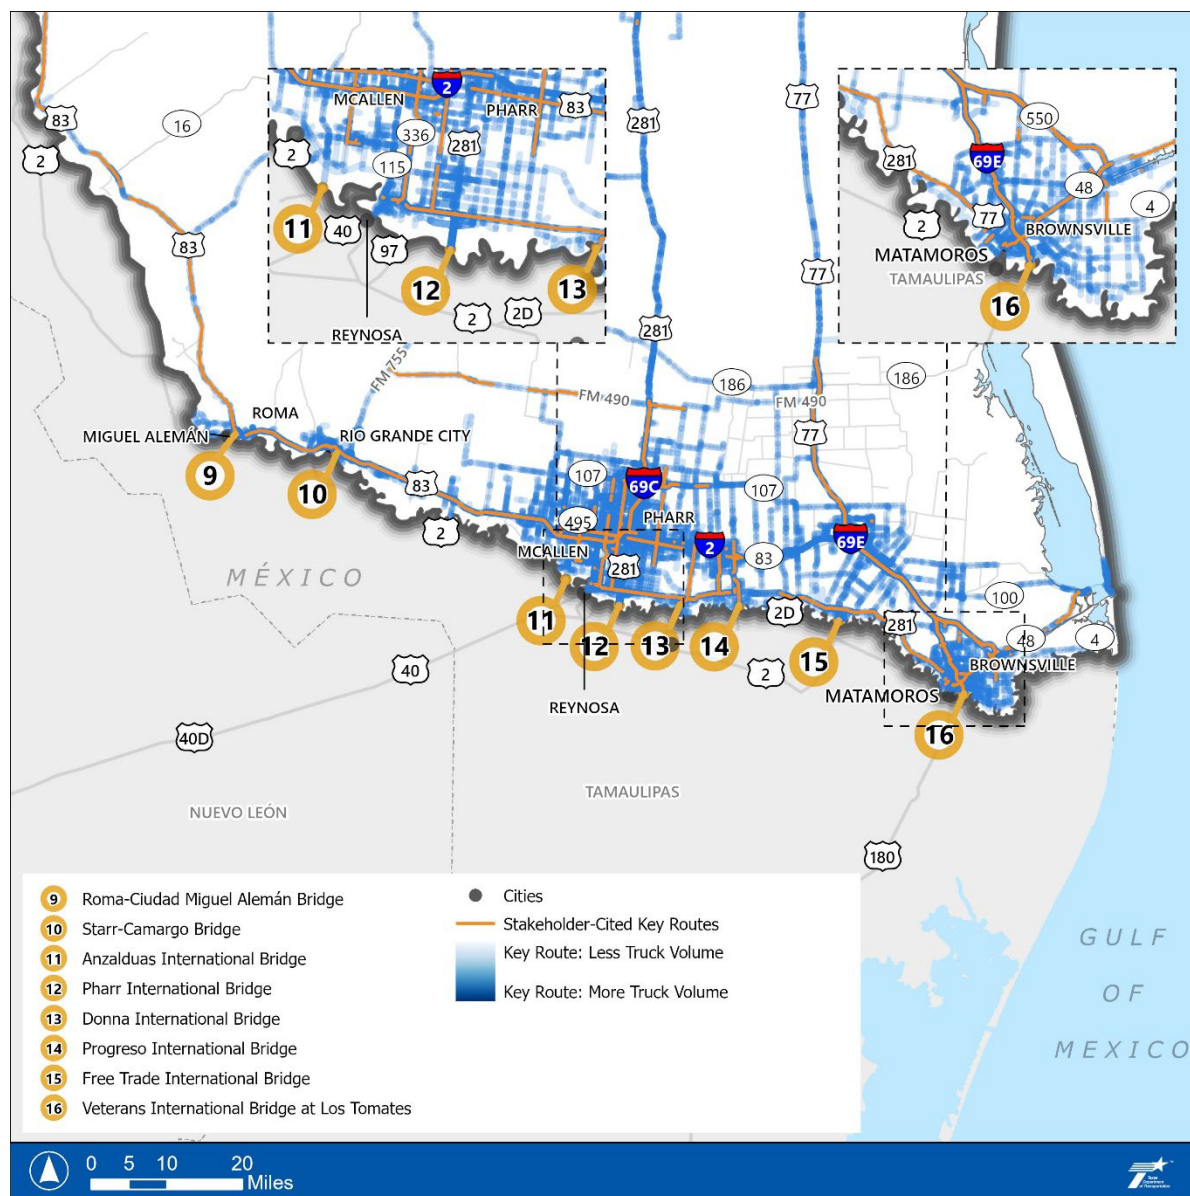 83
2
16
83
281
77
77
281
186
186
FM 755
FM 490
FM 490
77
MCALLEN
2
PHARR
83
336
281
115
2
11
40
97
12
13
2
2D
REYNOSA
550
69E
281
48
4
77
2
BROWNSVILLE
MATAMOROS
TAMAULIPAS
16
ROMA
MIGUEL ALEMÁN
RIO GRANDE CITY
9
10
83
2
107
69C
107
495
PHARR
MCALLEN
2
69E
281
83
100
11
12
13
14
2D
15
281
48
4
BROWNSVILLE
MATAMOROS
16
2
REYNOSA
MÉXICO
40
40D
NUEVO LEÓN
TAMAULIPAS
180
GULF
OF
MEXICO
9 Roma-Ciudad Miguel Alemán Bridge
10 Starr-Camargo Bridge
11 Anzalduas International Bridge
12 Pharr International Bridge
13 Donna International Bridge
14 Progreso International Bridge
15 Free Trade International Bridge
16 Veterans International Bridge at Los Tomates
Cities
Stakeholder-Cited Key Routes
Key Route: Less Truck Volume
Key Route: More Truck Volume
0 5 10 20
Miles
Texas
Department
of Transportation